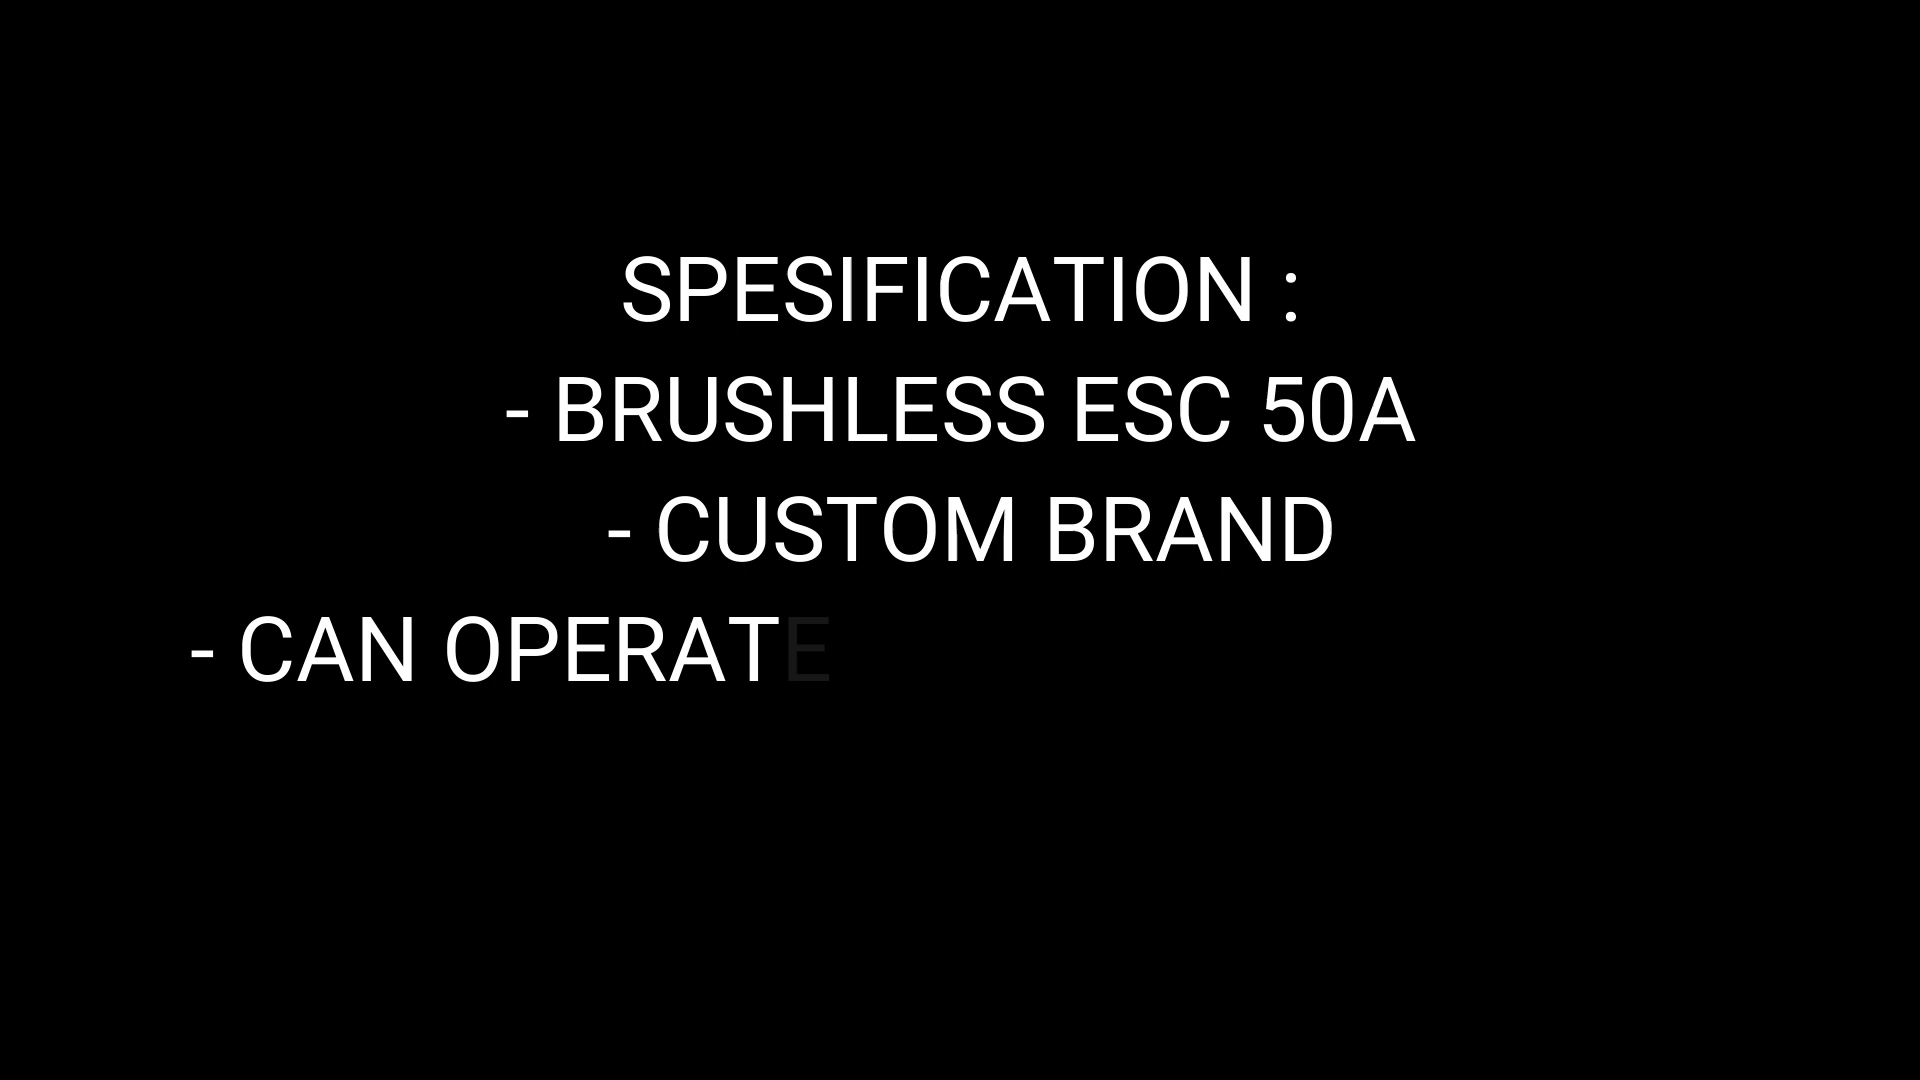 SPESIFICATION :
- BRUSHLESS ESC 50A
- CUSTOM BRAND
- CAN OPERATE